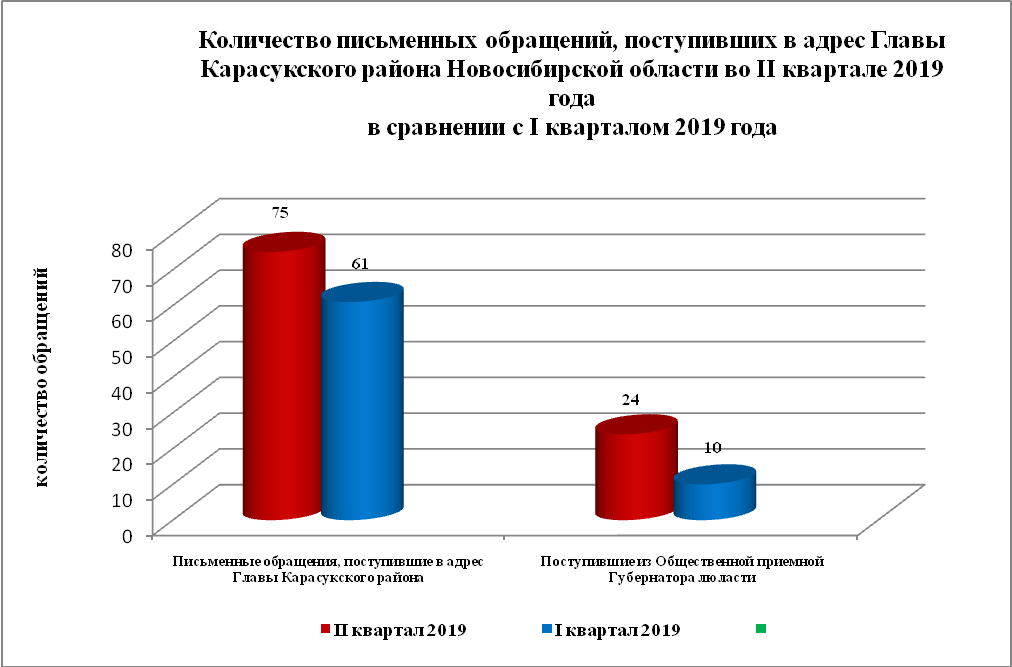 Количество письменных обращений, поступивших в адрес Главы
Карасукского района Новосибирской области во II квартале 2019
года
в сравнении с I кварталом 2019 года
количество обращений
80
70
60
50
40
30
20
10
0
75
61
24
10
Письменные обращения, поступившие в адрес
Главы Карасукского района
Поступившие из Общественной приемной
Губернатора люласти
II квартал 2019
I квартал 2019